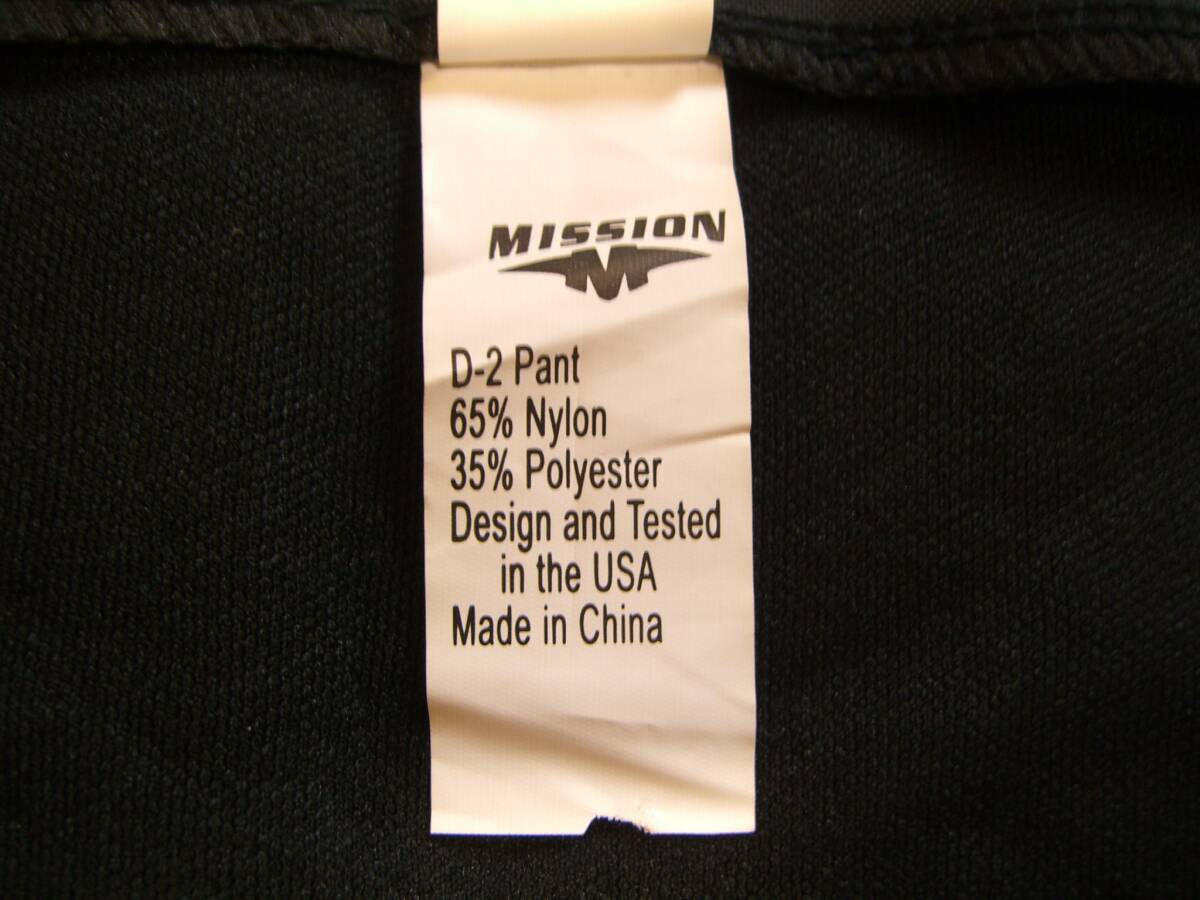 MISSION
M
D-2 Pant
65% Nylon
35% Polyester
Design and Tested
in the USA
Made in China